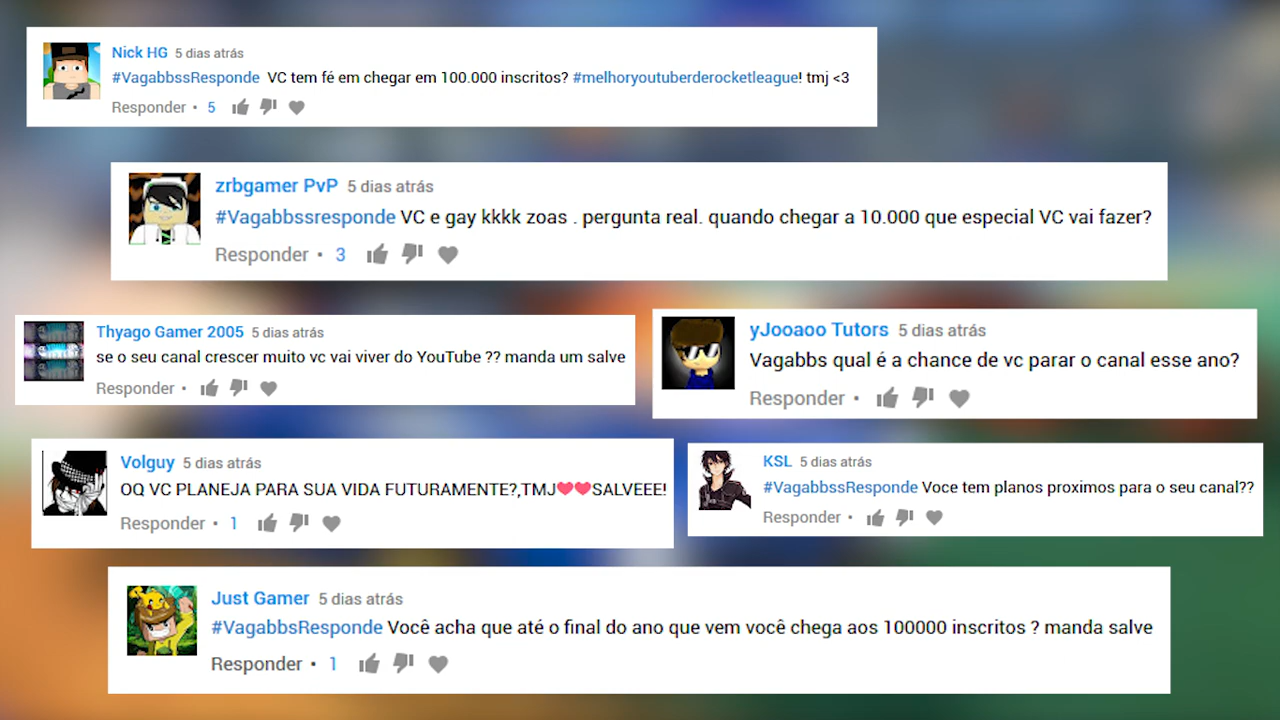 Nick HG 5 dias atrás
#VagabbssResponde VC tem fé em chegar em 100.000 inscritos? #melhoryoutuberderocketleague! tmj <3
Responder • 5
zrbgamer PvP 5 dias atrás
#Vagabbssresponde VC e gay kkkk zoas . pergunta real. quando chegar a 10.000 que especial VC vai fazer?
Responder • 3
Thyago Gamer 2005 5 dias atrás
se o seu canal crescer muito vc vai viver do YouTube ?? manda um salve
Responder •
yJooaoo Tutors 5 dias atrás
Vagabbs qual é a chance de vc parar o canal esse ano?
Responder •
Volguy 5 dias atrás
OQ VC PLANEJA PARA SUA VIDA FUTURAMENTE?,TMJ❤❤SALVEEE!
Responder • 1
KSL 5 dias atrás
#VagabbssResponde Voce tem planos proximos para o seu canal??
Responder •
Just Gamer 5 dias atrás
#VagabbsResponde Você acha que até o final do ano que vem você chega aos 100000 inscritos ? manda salve
Responder • 1